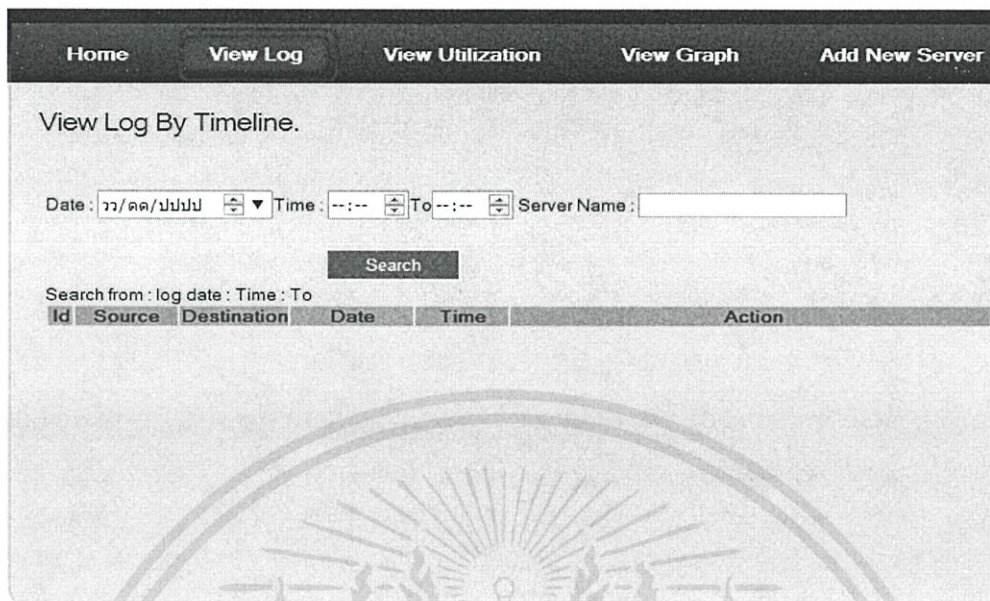 Home View Log View Utilization View Graph Add New Server
View Log By Timeline.
Date : วว/ดด/ปปปป Time : --:-- To --:-- Server Name :
Search
Search from : log date : Time : To
Id Source Destination Date Time Action